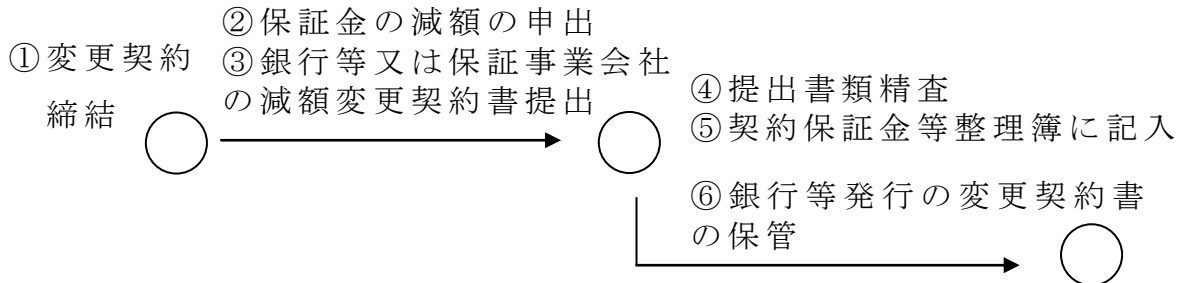 ①変更契約
締結
②保証金の減額の申出
③銀行等又は保証事業会社
の減額変更契約書提出
④提出書類精査
⑤契約保証金等整理簿に記入
⑥銀行等発行の変更契約書
の保管